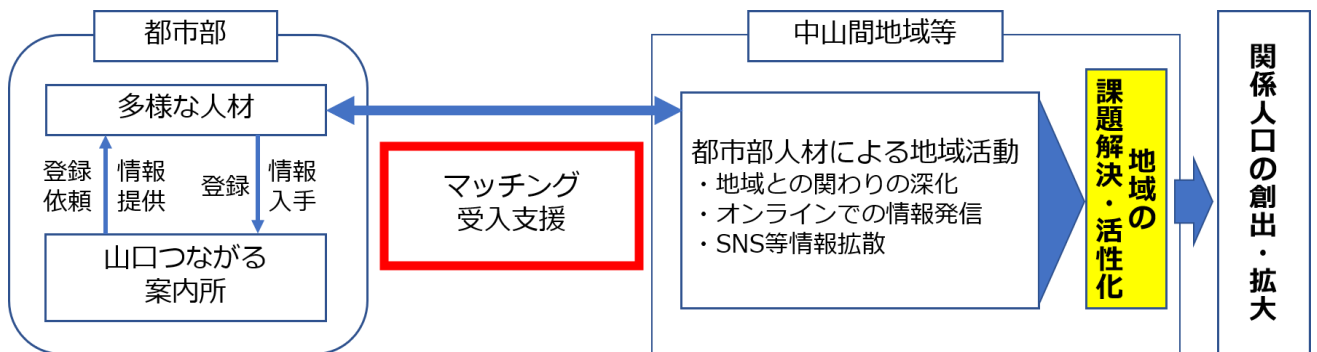 都市部
多様な人材
登録
依頼
情報
提供
登録
情報
入手
山口つながる
案内所
マッチング
受入支援
中山間地域等
都市部人材による地域活動
・地域との関わりの深化
・オンラインでの情報発信
・SNS等情報拡散
地域の
課題解決・活性化
関係人口の創出・拡大